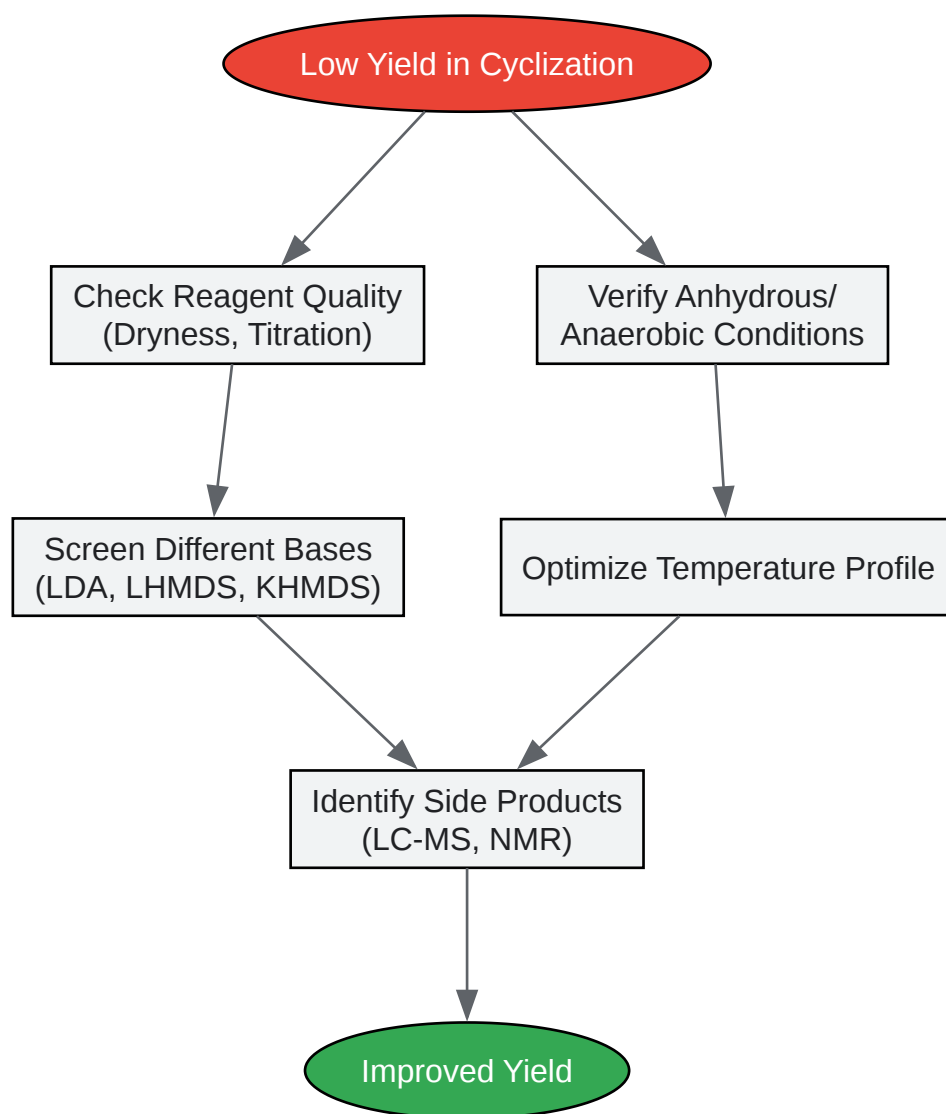 Low Yield in Cyclization
Check Reagent Quality
(Dryness, Titration)
Verify Anhydrous/
Anaerobic Conditions
Screen Different Bases
(LDA, LHMDS, KHMDS)
Optimize Temperature Profile
Identify Side Products
(LC-MS, NMR)
Improved Yield